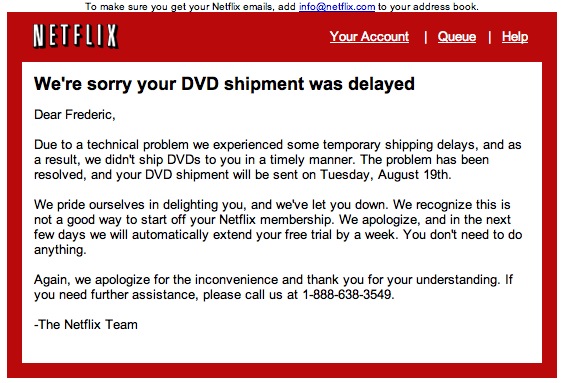 To make sure you get your Netflix emails, add info@netflix.com to your address book.
NETFLIX
Your Account | Queue | Help
We're sorry your DVD shipment was delayed
Dear Frederic,
Due to a technical problem we experienced some temporary shipping delays, and as
a result, we didn't ship DVDs to you in a timely manner. The problem has been
resolved, and your DVD shipment will be sent on Tuesday, August 19th.
We pride ourselves in delighting you, and we've let you down. We recognize this is
not a good way to start off your Netflix membership. We apologize, and in the next
few days we will automatically extend your free trial by a week. You don't need to do
anything.
Again, we apologize for the inconvenience and thank you for your understanding. If
you need further assistance, please call us at 1-888-638-3549.
-The Netflix Team